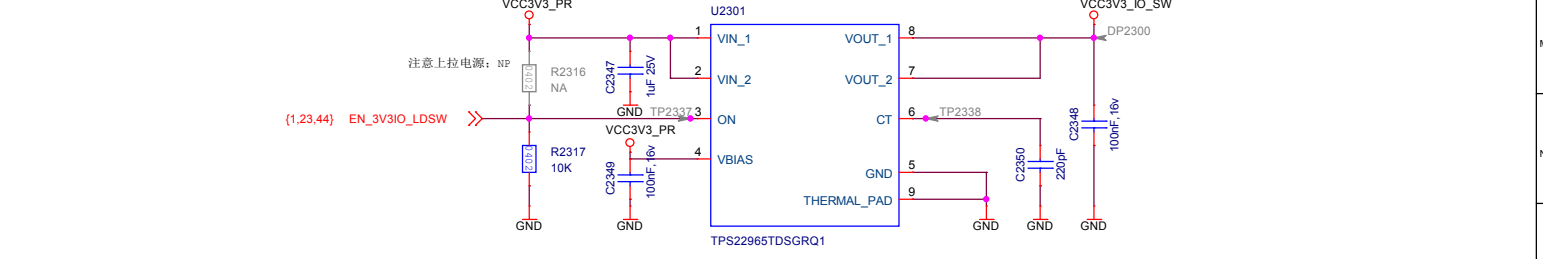 VCC3V3_PR
U2301
VCC3V3_IO_SW
1
VIN_1
VOUT_1
8
DP2300
注意上拉电源：NP
0402
R2316
NA
C2347
1uF 25V
2
VIN_2
VOUT_2
7
GND
TP2337
3
ON
CT
6
TP2338
{1,23,44}
EN_3V3IO_LDSW
VCC3V3_PR
C2348
100nF,16v
0402
R2317
10K
C2349
100nF,16v
4
VBIAS
GND
5
C2350
220pF
THERMAL_PAD
9
GND
GND
GND
GND
GND
TPS22965TDSGRQ1